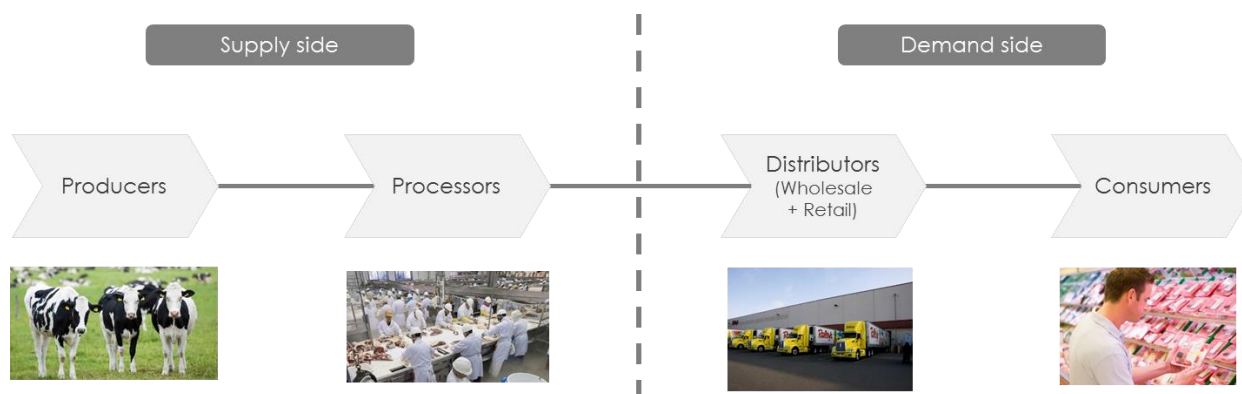 Supply side
Demand side
Producers
Processors
Distributors
(Wholesale
+ Retail)
Consumers